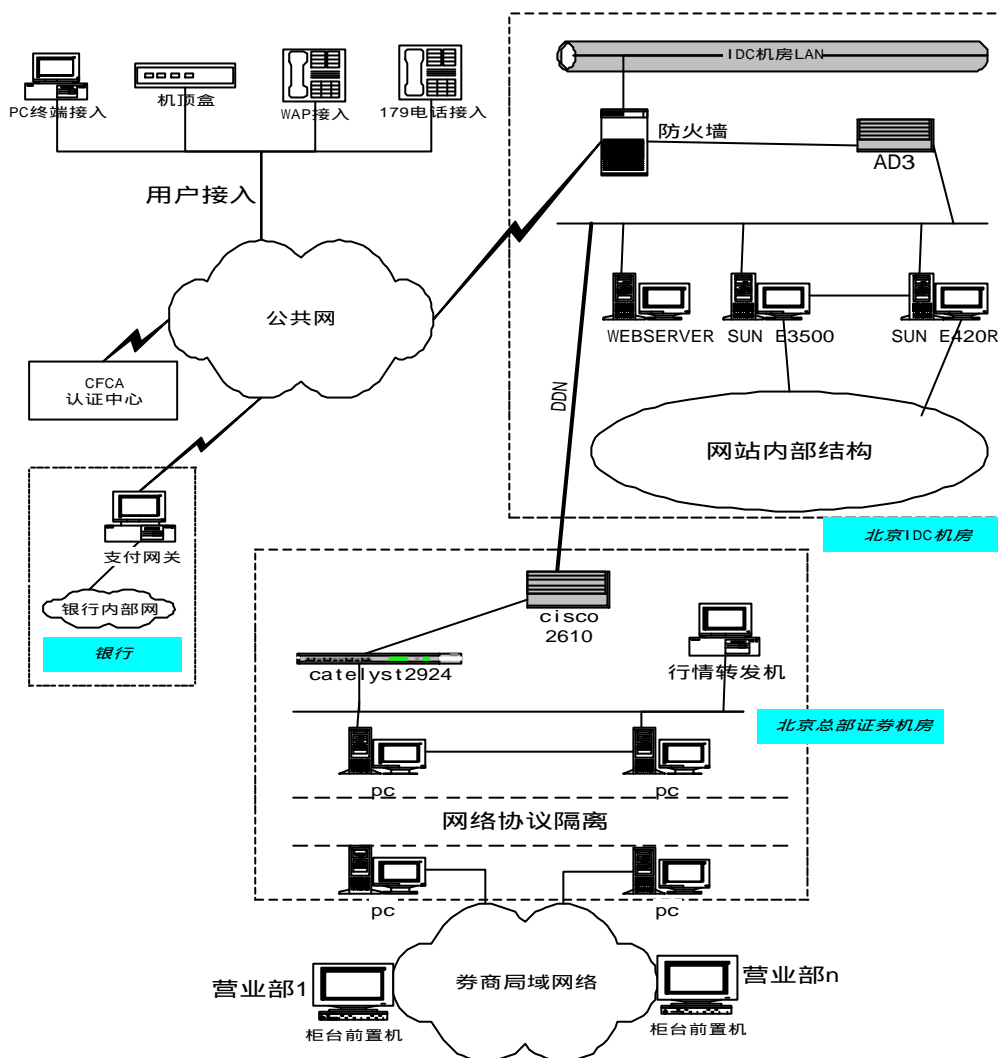 IDC机房LAN
PC终端接入
机顶盒
WAP接入
179电话接入
防火墙
AD3
用户接入
公共网
WEBSERVER
SUN E3500
SUN E420R
CFCA
认证中心
DDN
网站内部结构
北京IDC机房
支付网关
银行内部网
银行
cisco
2610
catelyst2924
行情转发机
北京总部证券机房
pc
pc
网络协议隔离
pc
pc
营业部1
券商局域网络
营业部n
柜台前置机
柜台前置机